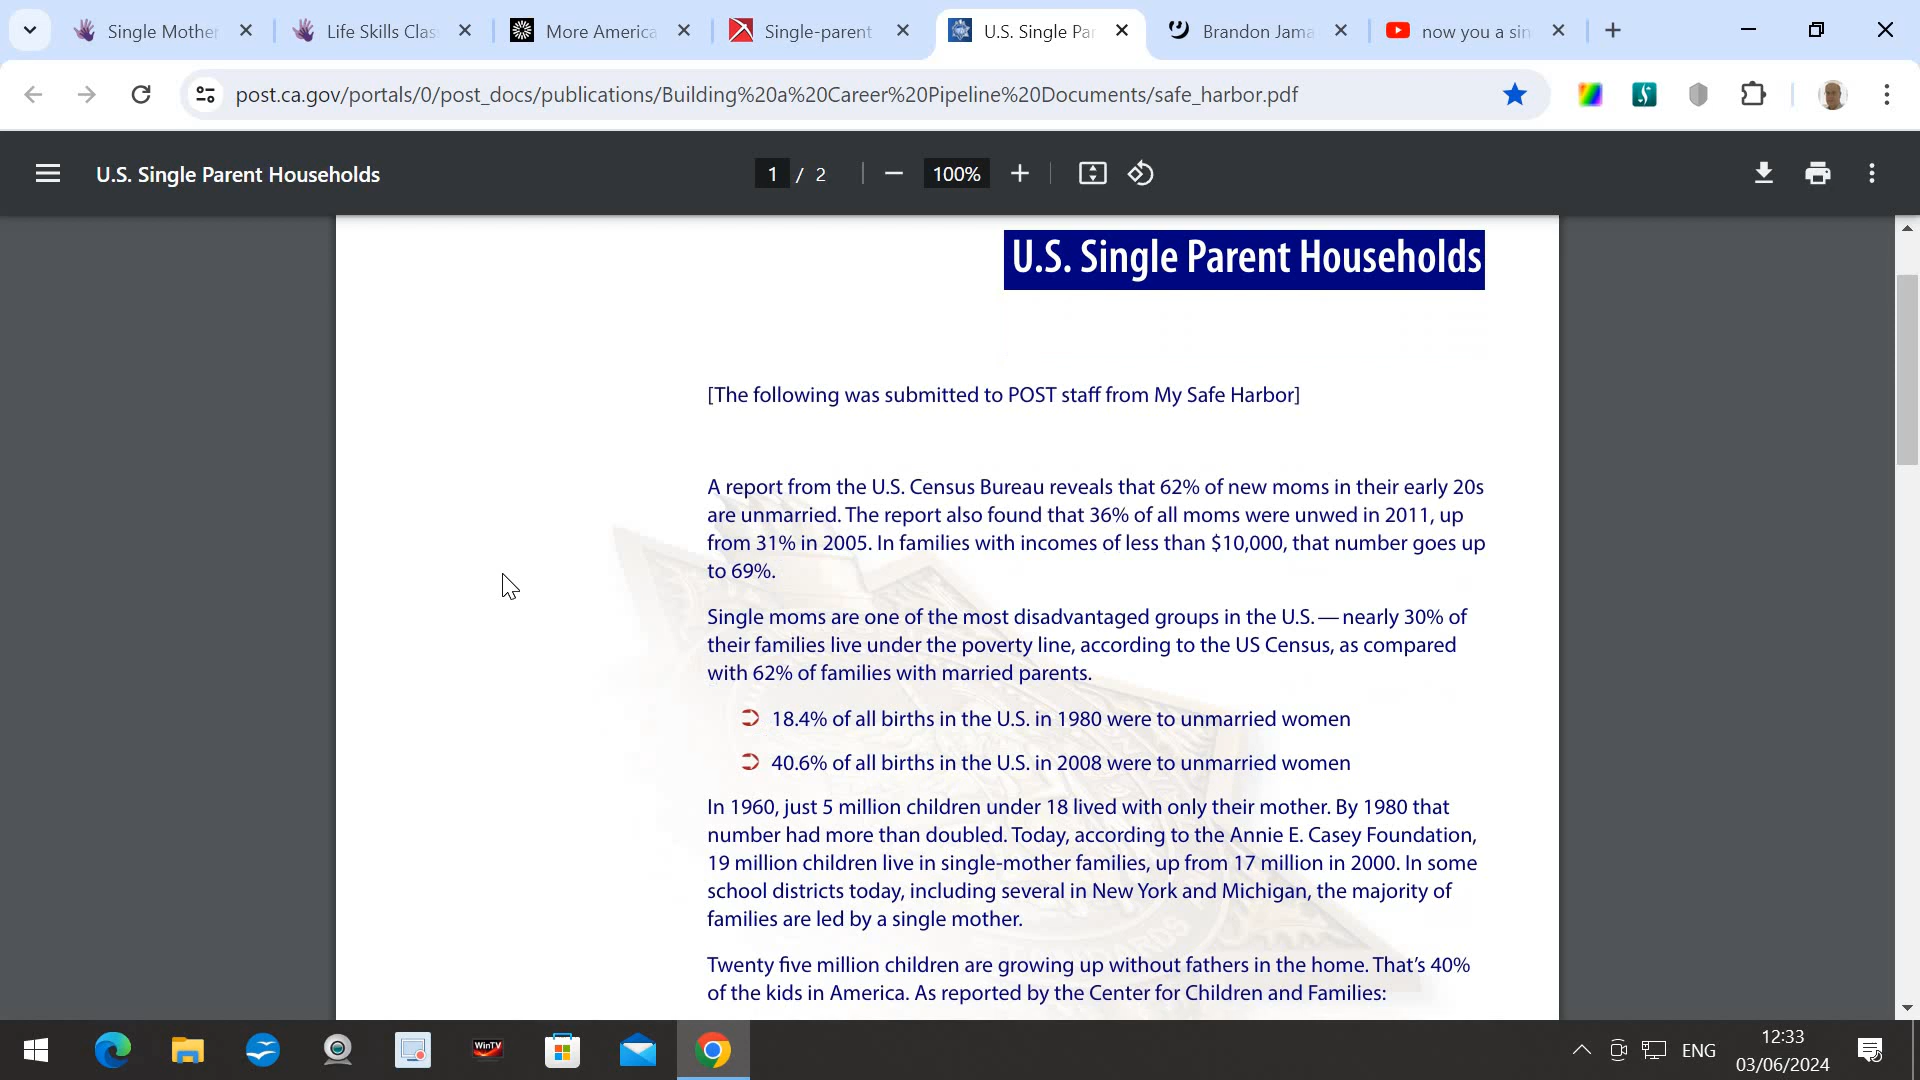 Single Mother
Life Skills Clas
More America
Single-parent
U.S. Single Par
Brandon Jama
now you a sin
post.ca.gov/portals/0/post_docs/publications/Building%20a%20Career%20Pipeline%20Documents/safe_harbor.pdf
U.S. Single Parent Households
1 / 2
100%
U.S. Single Parent Households
[The following was submitted to POST staff from My Safe Harbor]
A report from the U.S. Census Bureau reveals that 62% of new moms in their early 20s
are unmarried. The report also found that 36% of all moms were unwed in 2011, up
from 31% in 2005. In families with incomes of less than $10,000, that number goes up
to 69%.
Single moms are one of the most disadvantaged groups in the U.S. — nearly 30% of
their families live under the poverty line, according to the US Census, as compared
with 62% of families with married parents.
18.4% of all births in the U.S. in 1980 were to unmarried women
40.6% of all births in the U.S. in 2008 were to unmarried women
In 1960, just 5 million children under 18 lived with only their mother. By 1980 that
number had more than doubled. Today, according to the Annie E. Casey Foundation,
19 million children live in single-mother families, up from 17 million in 2000. In some
school districts today, including several in New York and Michigan, the majority of
families are led by a single mother.
Twenty five million children are growing up without fathers in the home. That's 40%
of the kids in America. As reported by the Center for Children and Families:
WinTV
ENG
12:33
03/06/2024